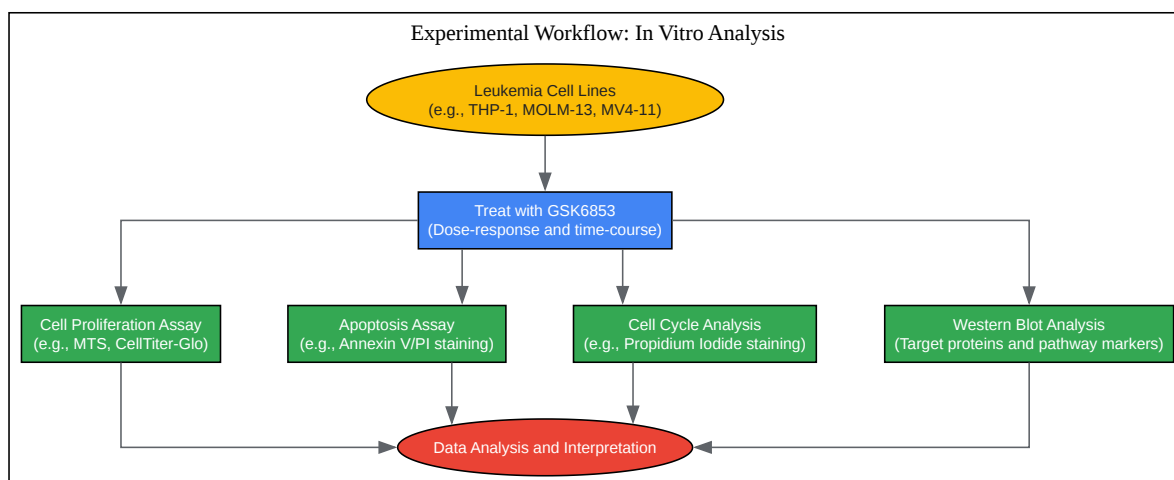 Experimental Workflow: In Vitro Analysis
Leukemia Cell Lines
(e.g., THP-1, MOLM-13, MV4-11)
Treat with GSK6853
(Dose-response and time-course)
Cell Proliferation Assay
(e.g., MTS, CellTiter-Glo)
Apoptosis Assay
(e.g., Annexin V/PI staining)
Cell Cycle Analysis
(e.g., Propidium Iodide staining)
Western Blot Analysis
(Target proteins and pathway markers)
Data Analysis and Interpretation